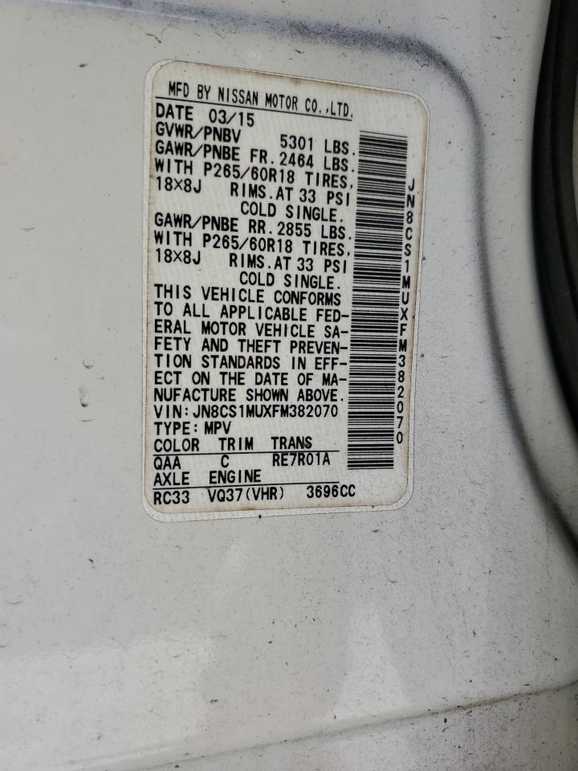 MFD BY NISSAN MOTOR CO.,LTD.
DATE 03/15
GVWR/PNBV 5301 LBS.
GAWR/PNBE FR. 2464 LBS.
WITH P265/60R18 TIRES,
18X8J RIMS. AT 33 PSI
COLD SINGLE.
GAWR/PNBE RR. 2855 LBS.
WITH P265/60R18 TIRES,
18X8J RIMS. AT 33 PSI
COLD SINGLE.
THIS VEHICLE CONFORMS
TO ALL APPLICABLE FED-
ERAL MOTOR VEHICLE SA-
FETY AND THEFT PREVEN-
TION STANDARDS IN EFF-
ECT ON THE DATE OF MA-
NUFACTURE SHOWN ABOVE.
VIN: JN8CS1MUXFM382070
TYPE: MPV
COLOR TRIM TRANS
QAA C RE7R01A
AXLE ENGINE
RC33 VQ37(VHR) 3696CC
JN8CS1MUXFM382070